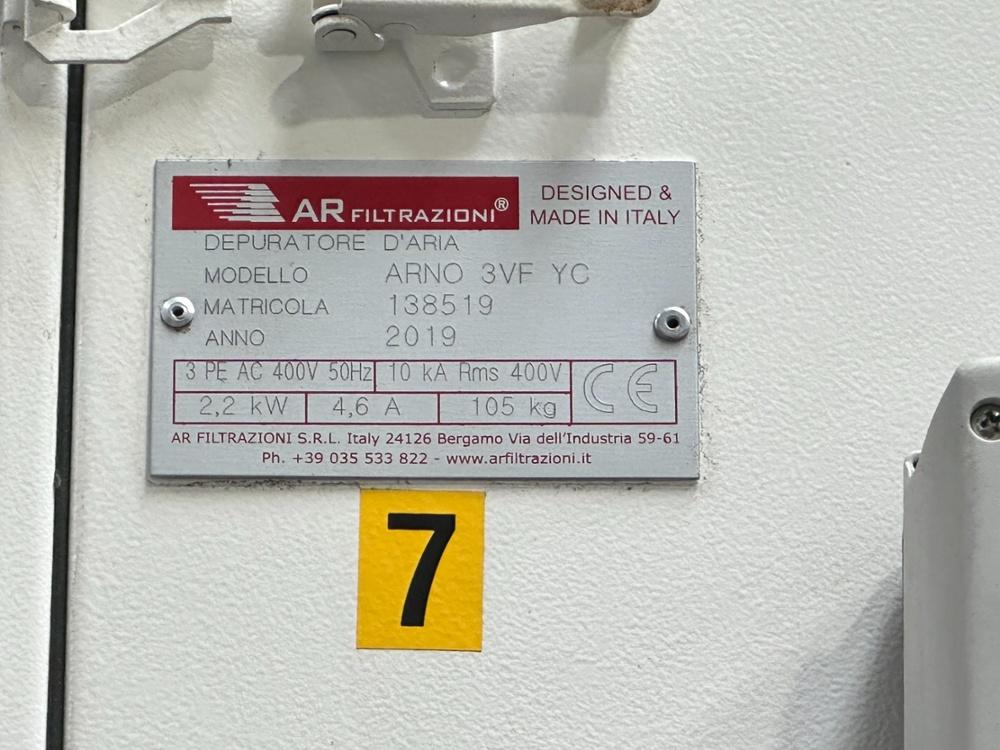 AR FILTRAZIONI®
DESIGNED &
MADE IN ITALY
DEPURATORE D'ARIA
MODELLO ARNO 3VF YC
MATRICOLA 138519
ANNO 2019
3 PE AC 400V 50Hz 10 kA Rms 400V CE
2,2 kW 4,6 A 105 kg
AR FILTRAZIONI S.R.L. Italy 24126 Bergamo Via dell'Industria 59-61
Ph. +39 035 533 822 - www.arfiltrazioni.it
7